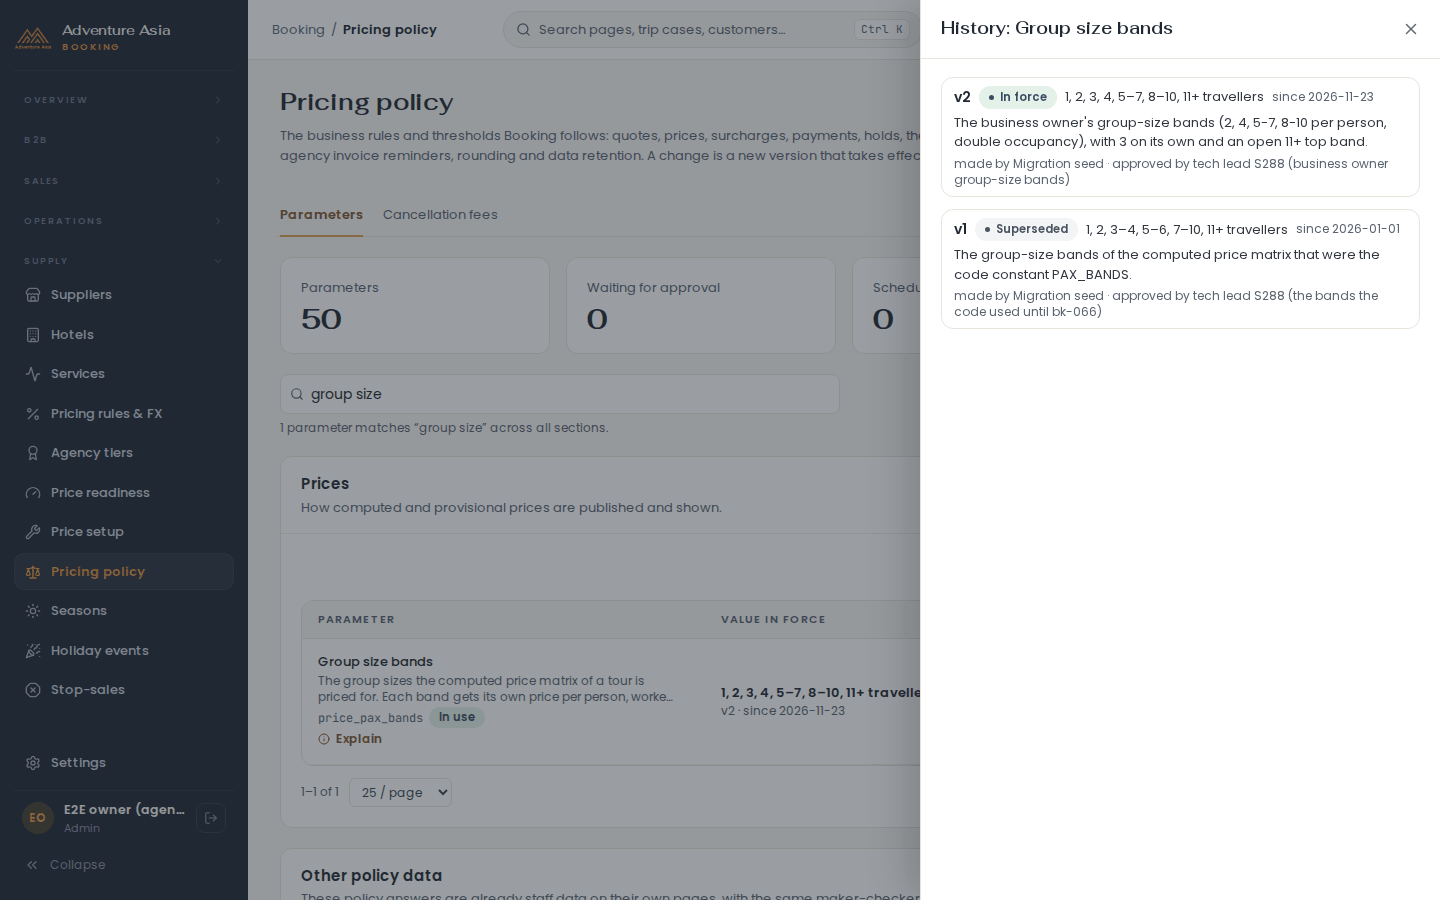 Adventure Asia
BOOKING
OVERVIEW
B2B
SALES
OPERATIONS
SUPPLY
Suppliers
Hotels
Services
Pricing rules & FX
Agency tiers
Price readiness
Price setup
Pricing policy
Seasons
Holiday events
Stop-sales
Settings
EO
E2E owner (agen…
Admin
Collapse
Booking / Pricing policy
Search pages, trip cases, customers… Ctrl K
Pricing policy
The business rules and thresholds Booking follows: quotes, prices, surcharges, payments, holds, th
agency invoice reminders, rounding and data retention. A change is a new version that takes effec
Parameters Cancellation fees
Parameters
50
Waiting for approval
0
Schedu
0
group size
1 parameter matches “group size” across all sections.
Prices
How computed and provisional prices are published and shown.
PARAMETER VALUE IN FORCE
Group size bands
The group sizes the computed price matrix of a tour is
priced for. Each band gets its own price per person, worke…
price_pax_bands In use
Explain
1, 2, 3, 4, 5–7, 8–10, 11+ travelle
v2 · since 2026-11-23
1–1 of 1 25 / page
Other policy data
These policy answers are already staff data on their own pages, with the same maker-checker
History: Group size bands
v2 In force 1, 2, 3, 4, 5–7, 8–10, 11+ travellers since 2026-11-23
The business owner's group-size bands (2, 4, 5-7, 8-10 per person,
double occupancy), with 3 on its own and an open 11+ top band.
made by Migration seed · approved by tech lead S288 (business owner
group-size bands)
v1 Superseded 1, 2, 3–4, 5–6, 7–10, 11+ travellers since 2026-01-01
The group-size bands of the computed price matrix that were the
code constant PAX_BANDS.
made by Migration seed · approved by tech lead S288 (the bands the
code used until bk-066)